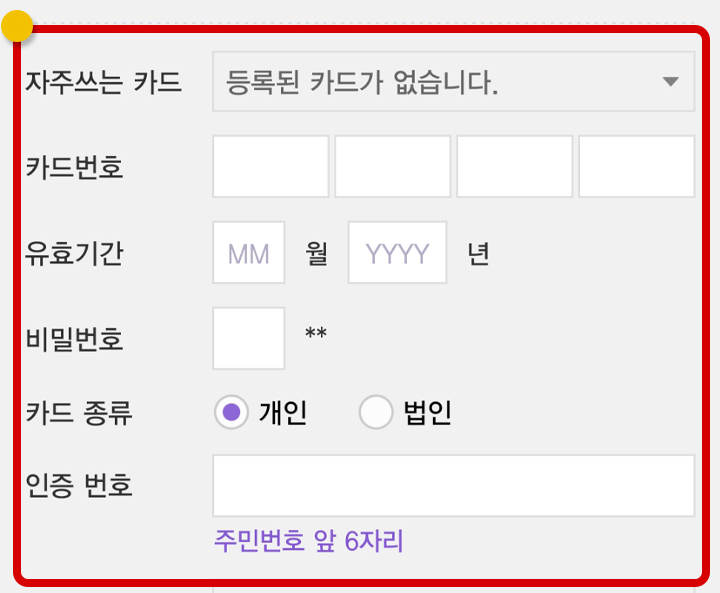 자주쓰는 카드 등록된 카드가 없습니다.
카드번호
유효기간 MM 월 YYYY 년
비밀번호 **
카드 종류 개인 법인
인증 번호
주민번호 앞 6자리